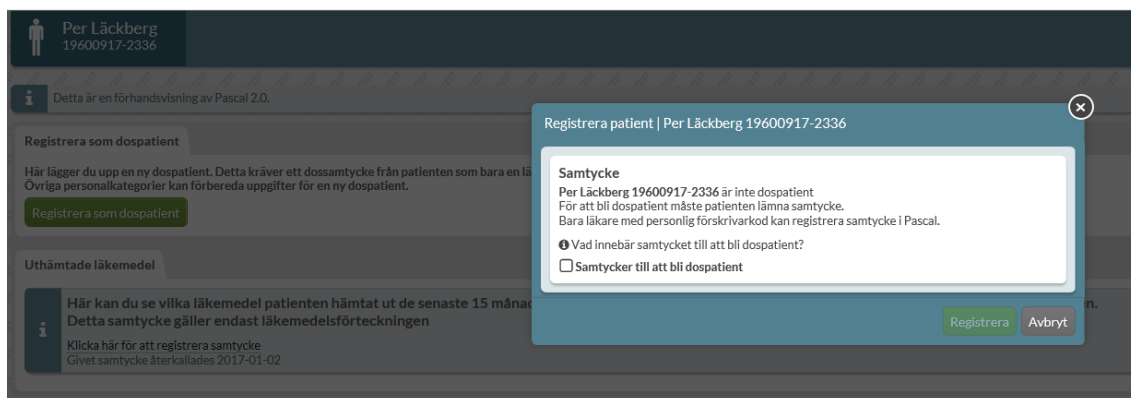 Per Läckberg
19600917-2336
Detta är en förhandsvisning av Pascal 2.0.
Registrera som dospatient
Här lägger du upp en ny dospatient. Detta kräver ett dossamtycke från patienten som bara en lä
Övriga personalkategorier kan förbereda uppgifter för en ny dospatient.
Registrera som dospatient
Uthämtade läkemedel
Här kan du se vilka läkemedel patienten hämtat ut de senaste 15 månad
n.
Detta samtycke gäller endast läkemedelsförteckningen
Klicka här för att registrera samtycke
Givet samtycke återkallades 2017-01-02
Registrera patient | Per Läckberg 19600917-2336
Samtycke
Per Läckberg 19600917-2336 är inte dospatient
För att bli dospatient måste patienten lämna samtycke.
Bara läkare med personlig förskrivarkod kan registrera samtycke i Pascal.
Vad innebär samtycket till att bli dospatient?
Samtycker till att bli dospatient
Registrera Avbryt